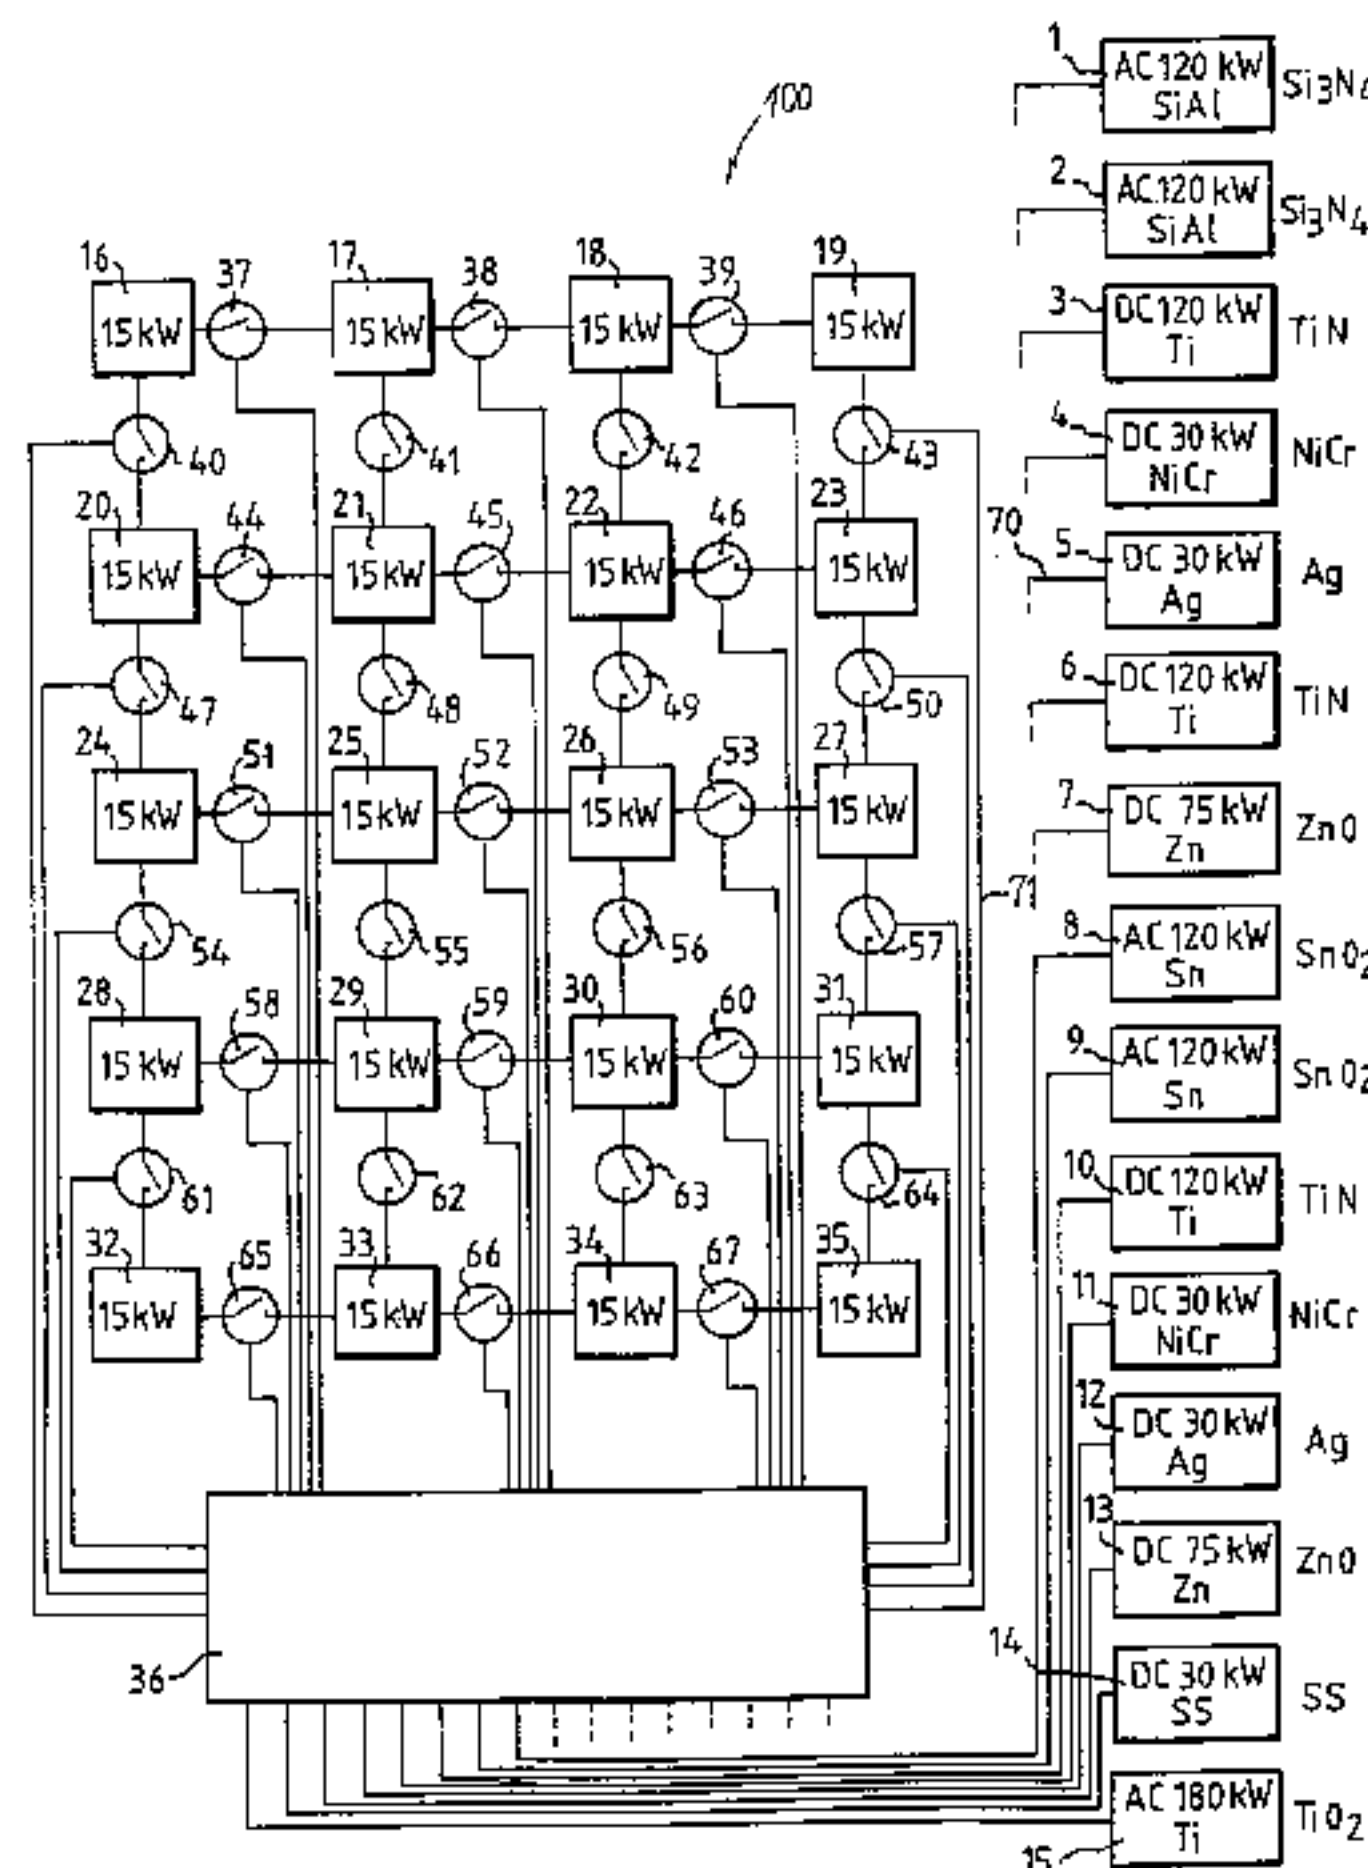 100
1
AC 120 kW
SiAl
Si3N4
2
AC 120 kW
SiAl
Si3N4
3
DC 120 kW
Ti
TiN
4
DC 30 kW
NiCr
NiCr
70
5
DC 30 kW
Ag
Ag
6
DC 120 kW
Ti
TiN
7
DC 75 kW
Zn
ZnO
8
AC 120 kW
Sn
SnO2
9
AC 120 kW
Sn
SnO2
10
DC 120 kW
Ti
TiN
11
DC 30 kW
NiCr
NiCr
12
DC 30 kW
Ag
Ag
13
DC 75 kW
Zn
ZnO
14
DC 30 kW
SS
SS
AC 180 kW
Ti
TiO2
15
16 37 17 38 18 39 19
15 kW 15 kW 15 kW 15 kW
40 41 42 43
20 44 21 45 22 46 23
15 kW 15 kW 15 kW 15 kW
47 48 49 50
24 51 25 52 26 53 27
15 kW 15 kW 15 kW 15 kW
71
54 55 56 57
28 58 29 59 30 60 31
15 kW 15 kW 15 kW 15 kW
61 62 63 64
32 65 33 66 34 67 35
15 kW 15 kW 15 kW 15 kW
36